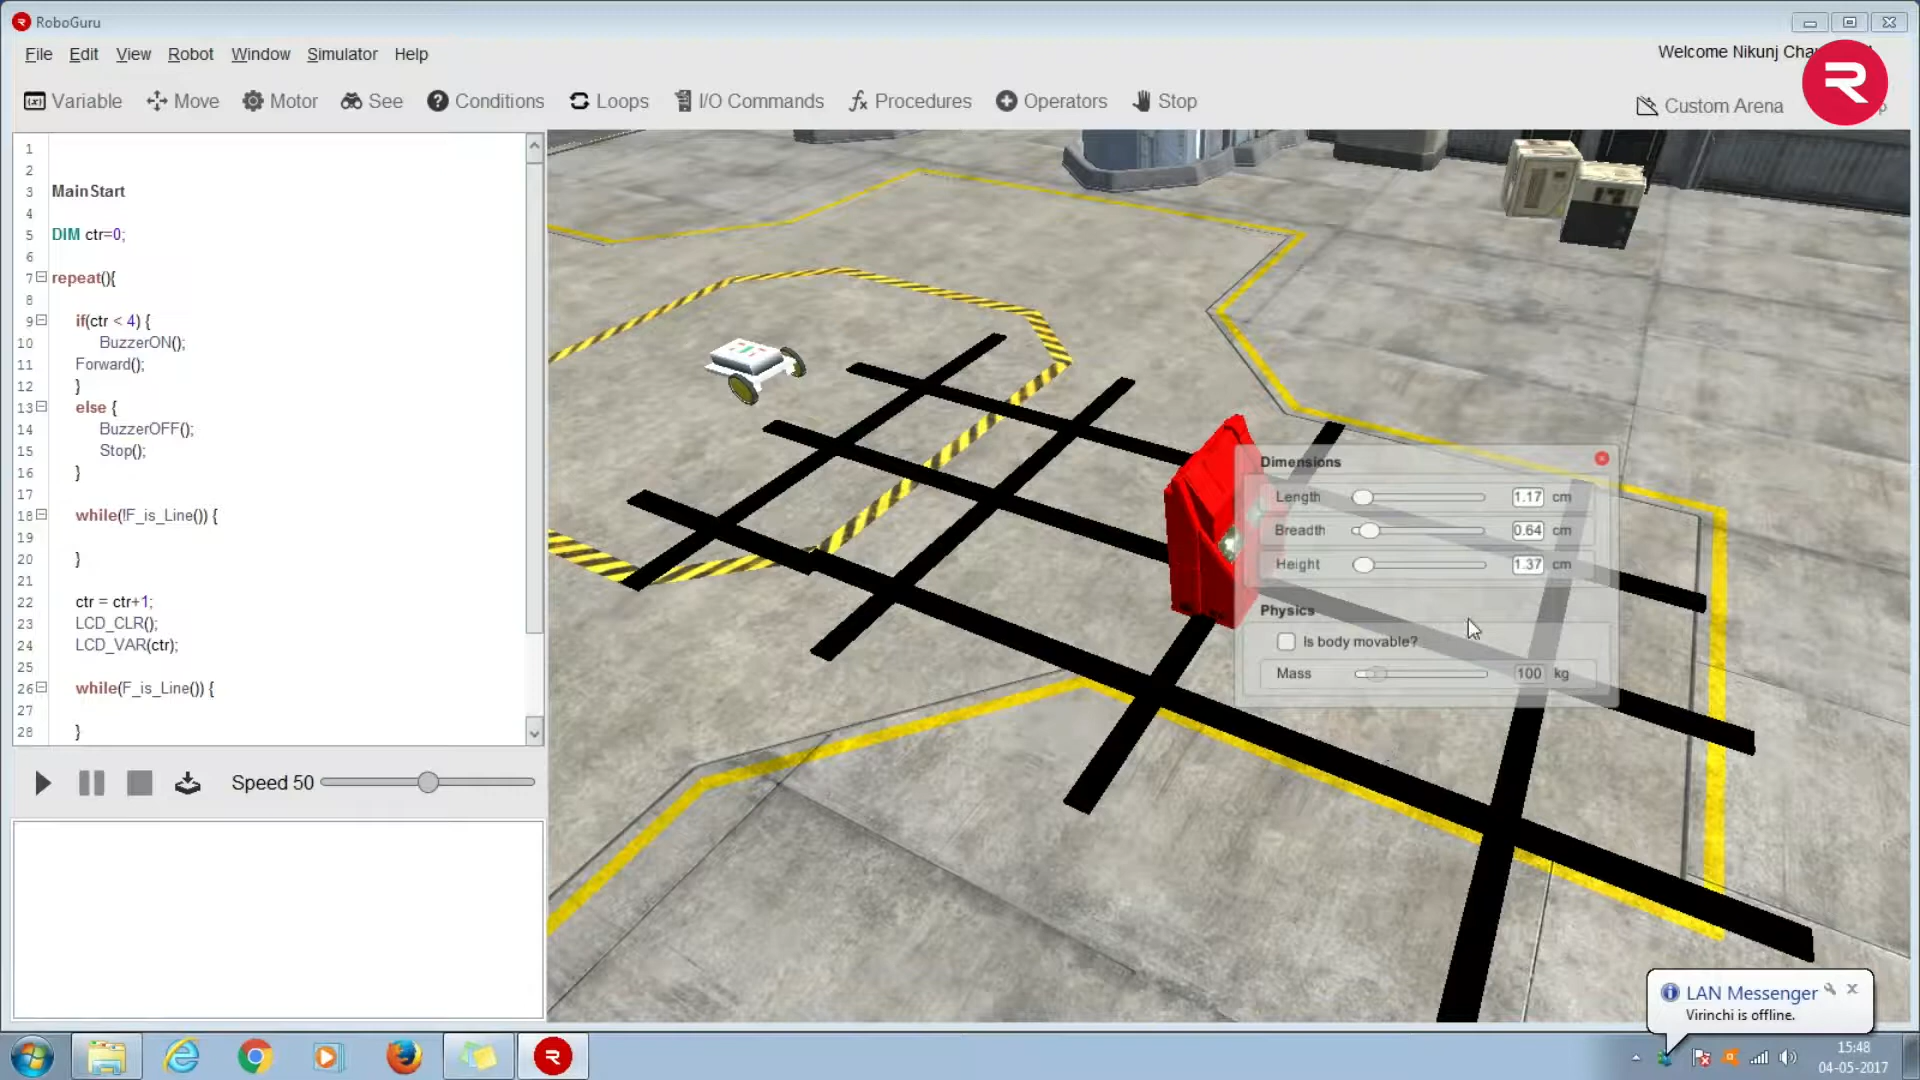 RoboGuru
File Edit View Robot Window Simulator Help
Welcome Nikunj
Variable Move Motor See Conditions Loops I/O Commands Procedures Operators Stop
Custom Arena
R
1
2
3 MainStart
4
5 DIM ctr=0;
6
7 repeat(){
8
9 if(ctr < 4) {
10 BuzzerON();
11 Forward();
12 }
13 else {
14 BuzzerOFF();
15 Stop();
16 }
17
18 while(!F_is_Line()) {
19
20 }
21
22 ctr = ctr+1;
23 LCD_CLR();
24 LCD_VAR(ctr);
25
26 while(F_is_Line()) {
27
28 }
Speed 50
Dimensions
Length 1.17 cm
Breadth 0.64 cm
Height 1.37 cm
Physics
Is body movable?
Mass 100 kg
LAN Messenger
Virinchi is offline.
15:48
04-05-2017